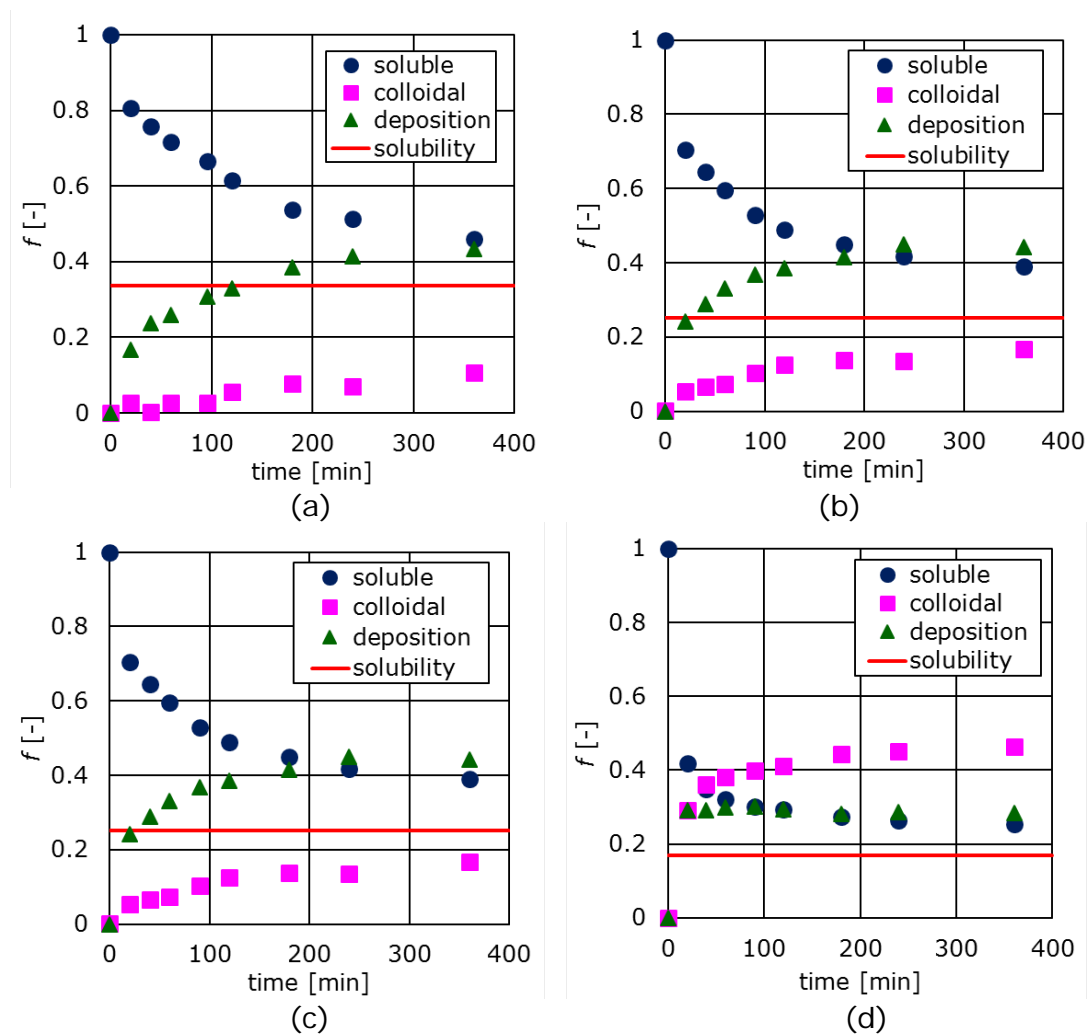 1
0.8
0.6
0.4
0.2
0
f [-]
0 100 200 300 400
time [min]
soluble
colloidal
deposition
solubility
(a)
1
0.8
0.6
0.4
0.2
0
f [-]
0 100 200 300 400
time [min]
soluble
colloidal
deposition
solubility
(b)
1
0.8
0.6
0.4
0.2
0
f [-]
0 100 200 300 400
time [min]
soluble
colloidal
deposition
solubility
(c)
1
0.8
0.6
0.4
0.2
0
f [-]
0 100 200 300 400
time [min]
soluble
colloidal
deposition
solubility
(d)